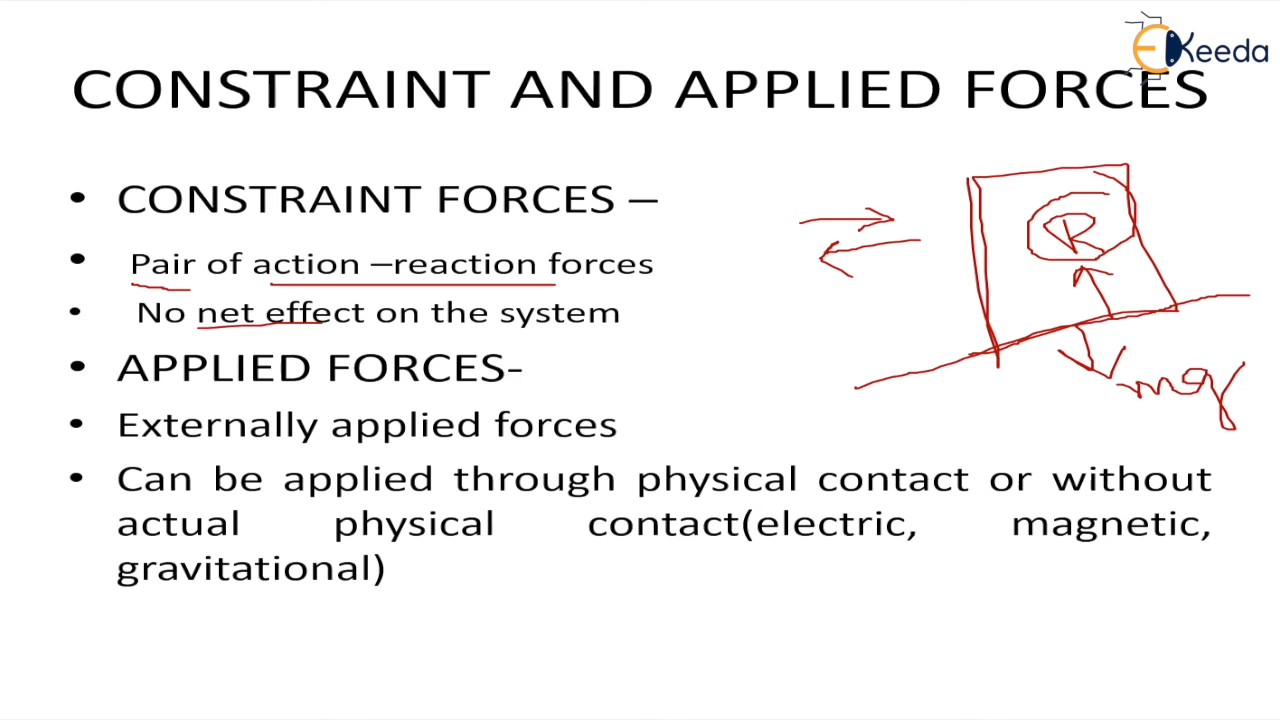 EKeeda
CONSTRAINT AND APPLIED FORCES
• CONSTRAINT FORCES –
• Pair of action –reaction forces
• No net effect on the system
• APPLIED FORCES-
• Externally applied forces
• Can be applied through physical contact or without
actual physical contact(electric, magnetic,
gravitational)
R
mg